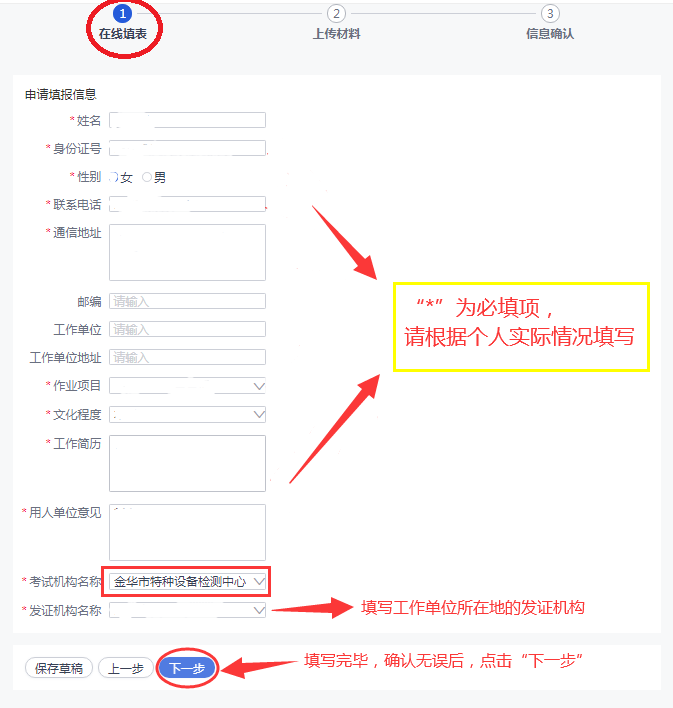 1 2 3
在线填表 上传材料 信息确认
申请填报信息
*姓名
*身份证号
*性别 女 男
*联系电话
*通信地址
“*”为必填项，
请根据个人实际情况填写
邮编 请输入
工作单位 请输入
工作单位地址 请输入
*作业项目
*文化程度
*工作简历
*用人单位意见
*考试机构名称 金华市特种设备检测中心
*发证机构名称 填写工作单位所在地的发证机构
保存草稿 上一步 下一步 填写完毕，确认无误后，点击“下一步”